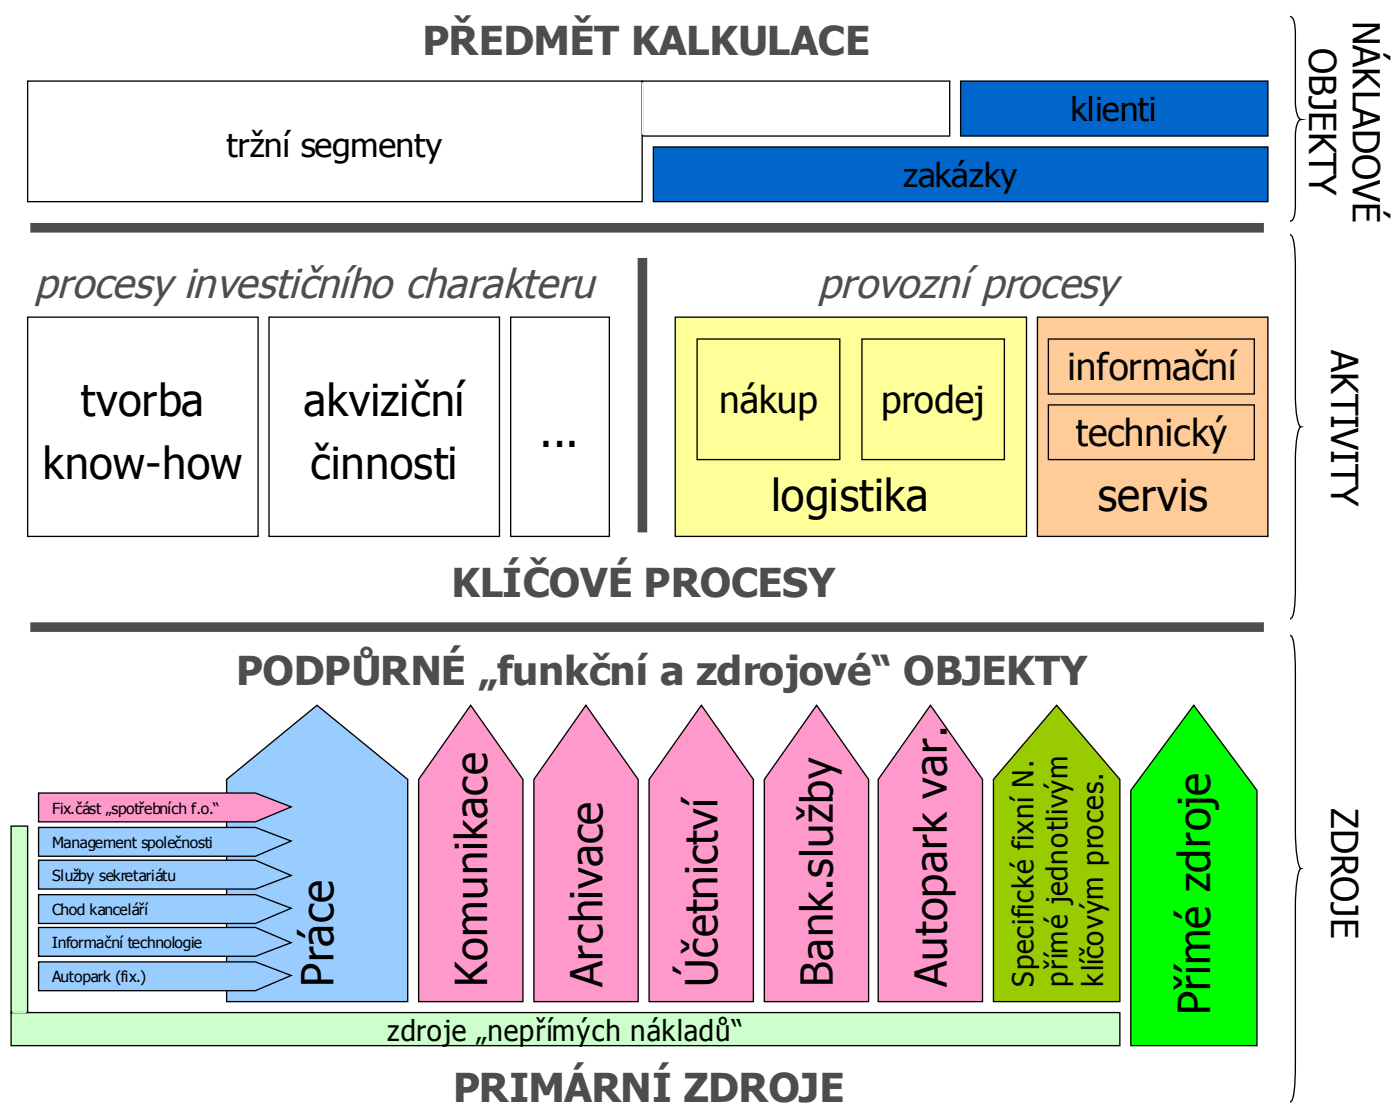 PŘEDMĚT KALKULACE
tržní segmenty
klienti
zakázky
NÁKLADOVÉ
OBJEKTY
procesy investičního charakteru
provozní procesy
tvorba
know-how
akviziční
činnosti
...
nákup
prodej
logistika
informační
technický
servis
AKTIVITY
KLÍČOVÉ PROCESY
PODPŮRNÉ „funkční a zdrojové“ OBJEKTY
Fix.část „spotřebních f.o.“
Management společnosti
Služby sekretariátu
Chod kanceláří
Informační technologie
Autopark (fix.)
Práce
Komunikace
Archivace
Účetnictví
Bank.služby
Autopark var.
Specifické fixní N.
přímé jednotlivým
klíčovým proces.
Přímé zdroje
ZDROJE
zdroje „nepřímých nákladů“
PRIMÁRNÍ ZDROJE